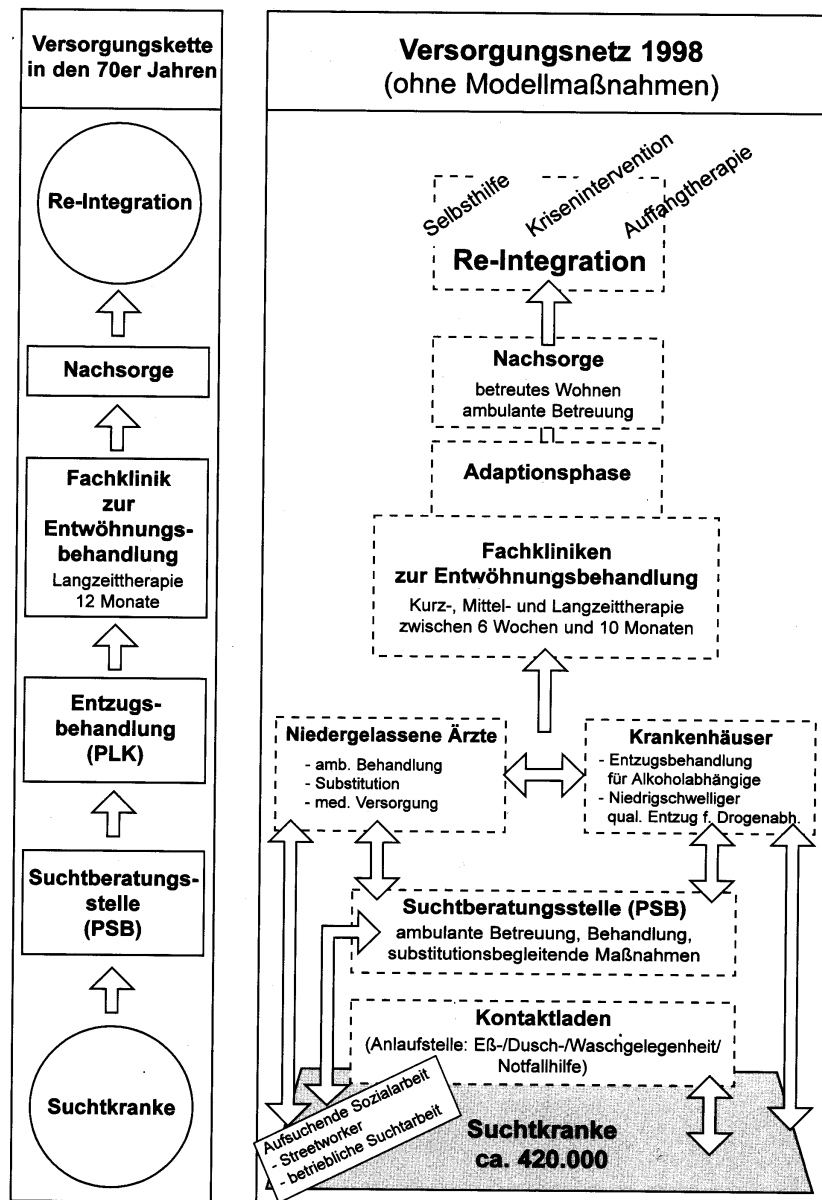 Versorgungskette
in den 70er Jahren
Re-Integration
Nachsorge
Fachklinik
zur
Entwöhnungs-
behandlung
Langzeittherapie
12 Monate
Entzugs-
behandlung
(PLK)
Suchtberatungs-
stelle
(PSB)
Suchtkranke
Versorgungsnetz 1998
(ohne Modellmaßnahmen)
Selbsthilfe
Krisenintervention
Auffangtherapie
Re-Integration
Nachsorge
betreutes Wohnen
ambulante Betreuung
Adaptionsphase
Fachkliniken
zur Entwöhnungsbehandlung
Kurz-, Mittel- und Langzeittherapie
zwischen 6 Wochen und 10 Monaten
Niedergelassene Ärzte
- amb. Behandlung
- Substitution
- med. Versorgung
Krankenhäuser
- Entzugsbehandlung
für Alkoholabhängige
- Niedrigschwelliger
qual. Entzug f. Drogenabh.
Suchtberatungsstelle (PSB)
ambulante Betreuung, Behandlung,
substitutionsbegleitende Maßnahmen
Kontaktladen
(Anlaufstelle: Eß-/Dusch-/Waschgelegenheit/
Notfallhilfe)
Aufsuchende Sozialarbeit
- Streetworker
- betriebliche Suchtarbeit
Suchtkranke
ca. 420.000